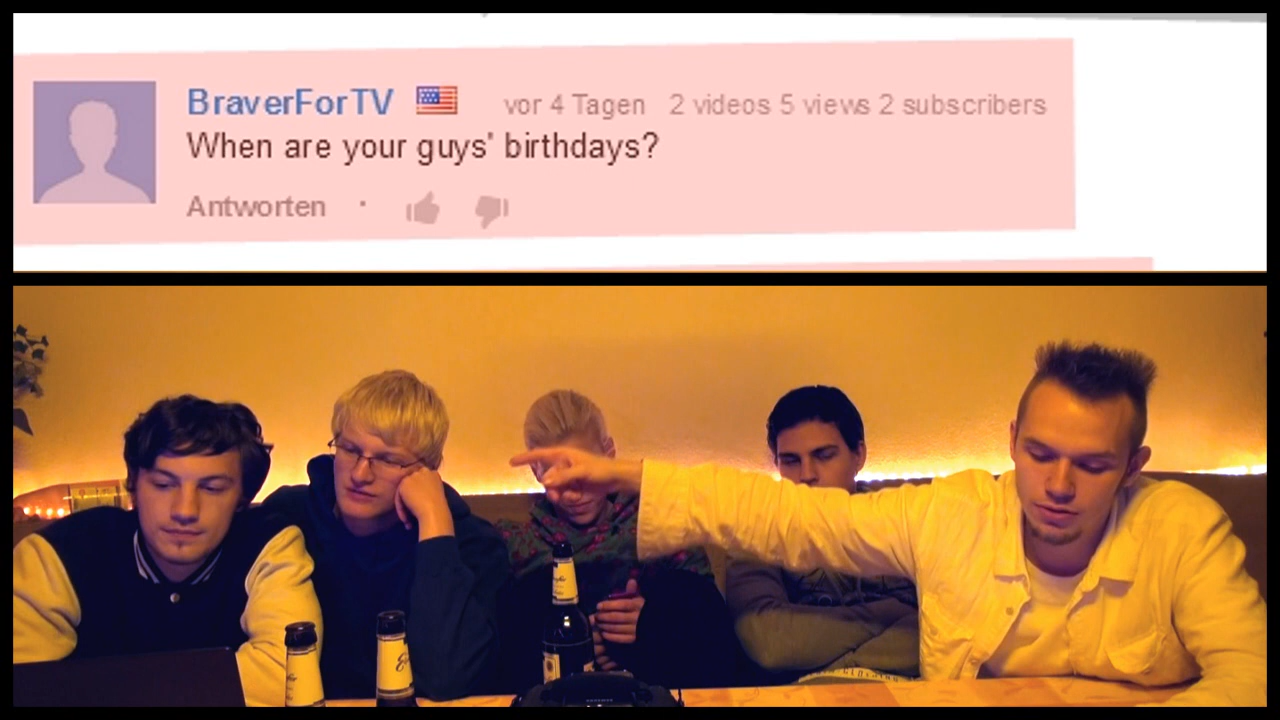 BraverForTV vor 4 Tagen 2 videos 5 views 2 subscribers
When are your guys' birthdays?
Antworten ·